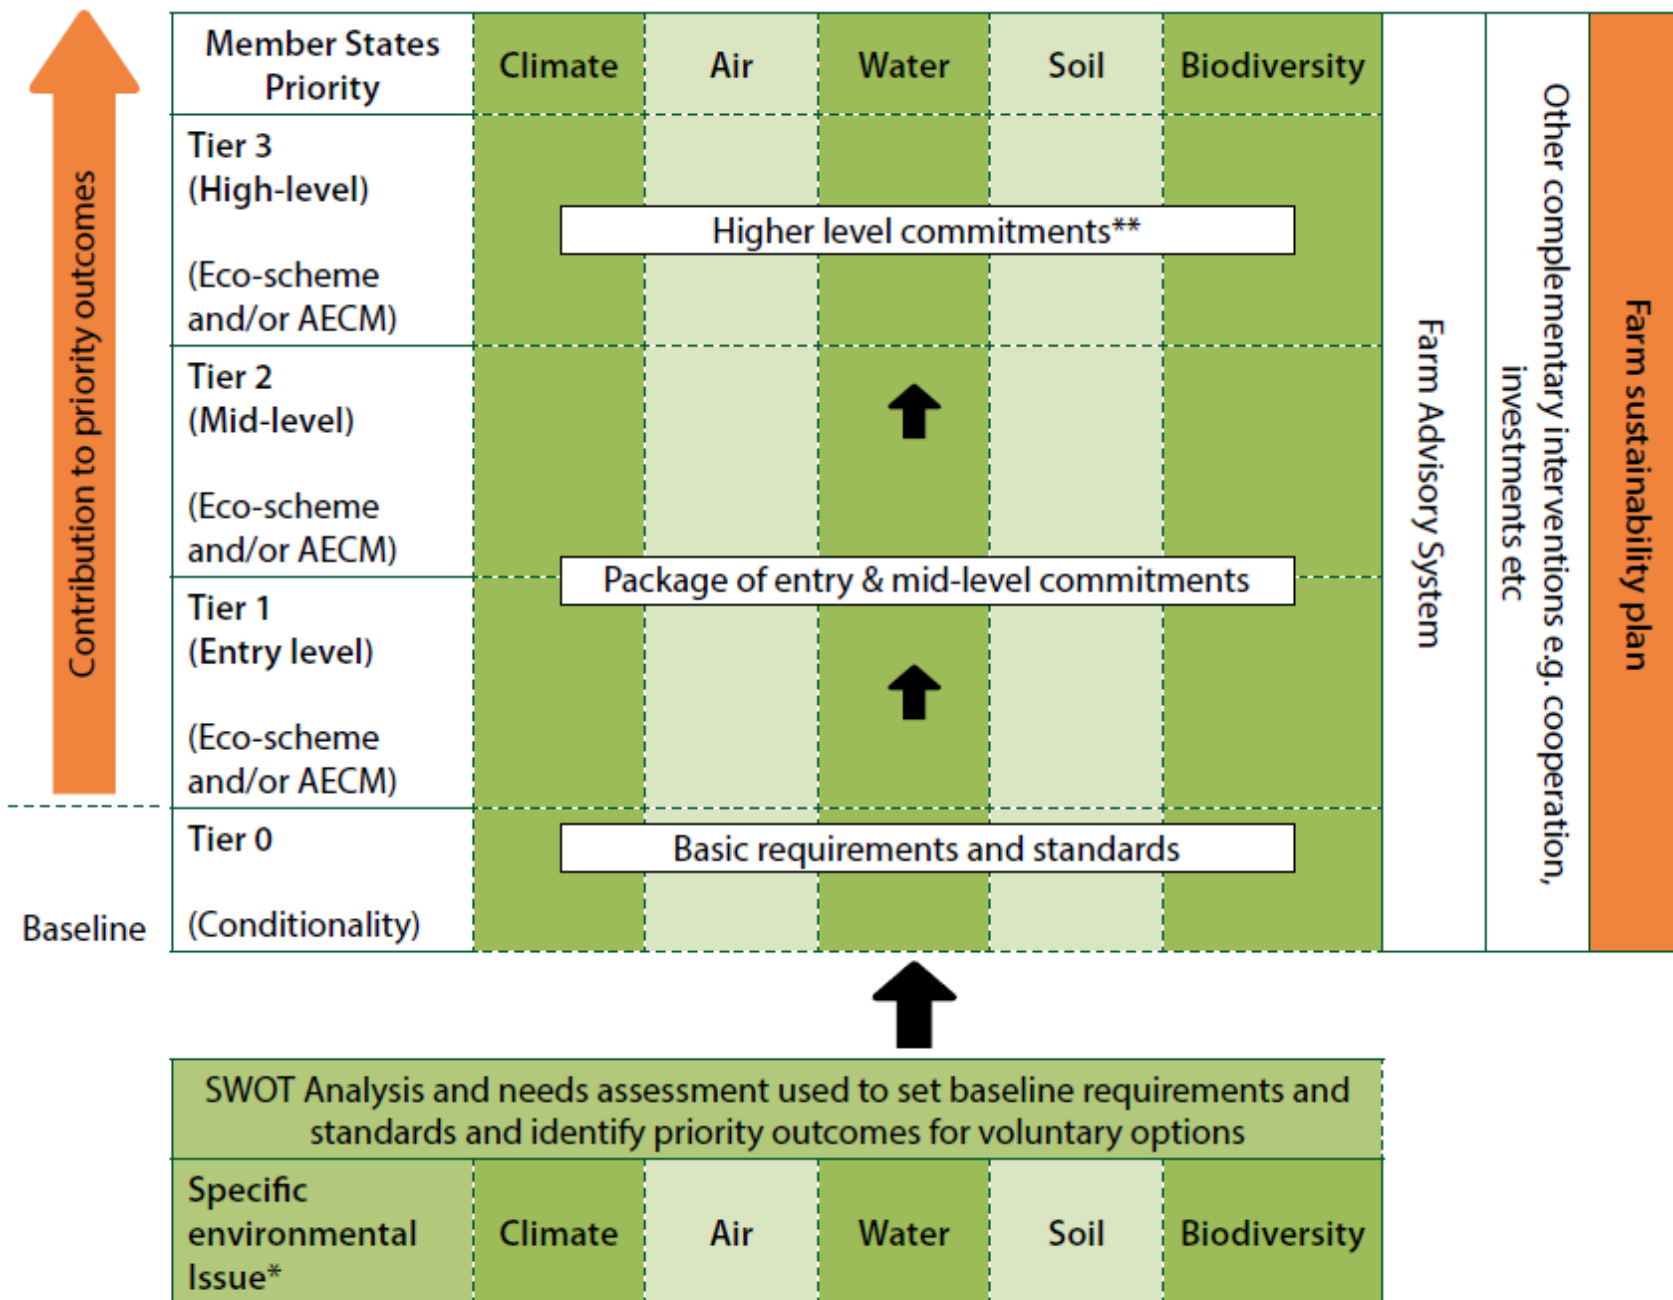 Member States
Priority
Climate
Air
Water
Soil
Biodiversity
Tier 3
(High-level)
(Eco-scheme
and/or AECM)
Higher level commitments**
Tier 2
(Mid-level)
(Eco-scheme
and/or AECM)
Package of entry & mid-level commitments
Tier 1
(Entry level)
(Eco-scheme
and/or AECM)
Tier 0
(Conditionality)
Basic requirements and standards
Contribution to priority outcomes
Baseline
Farm Advisory System
Other complementary interventions e.g. cooperation,
investments etc
Farm sustainability plan
SWOT Analysis and needs assessment used to set baseline requirements and
standards and identify priority outcomes for voluntary options
Specific
environmental
Issue*
Climate
Air
Water
Soil
Biodiversity